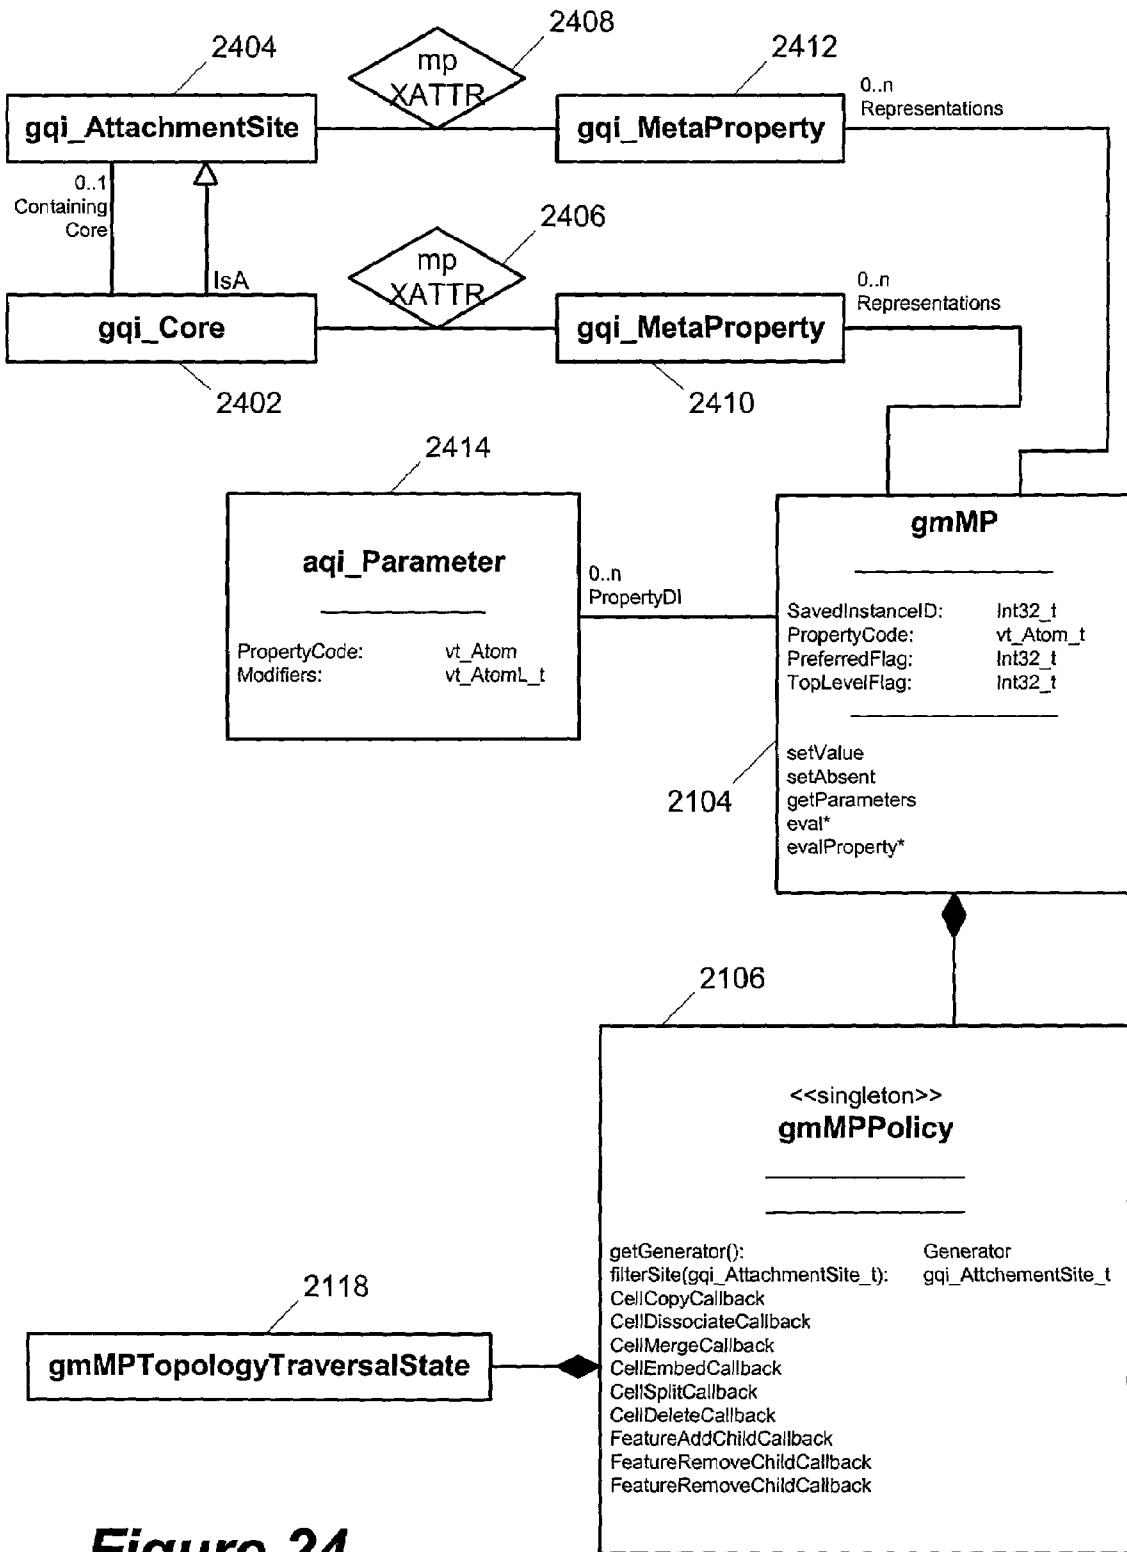 2408
2404
2412
mp
XATTR
0..n
Representations
gqi_AttachmentSite
gqi_MetaProperty
0..1
Containing
Core
2406
mp
XATTR
IsA
0..n
Representations
gqi_Core
gqi_MetaProperty
2402
2410
2414
gmMP
aqi_Parameter
0..n
PropertyDI
SavedInstanceID: Int32_t
PropertyCode: vt_Atom_t
PreferredFlag: Int32_t
TopLevelFlag: Int32_t
PropertyCode: vt_Atom
Modifiers: vt_AtomL_t
setValue
setAbsent
getParameters
eval*
evalProperty*
2104
2106
<<singleton>>
gmMPPolicy
getGenerator(): Generator
filterSite(gqi_AttachmentSite_t): gqi_AttchementSite_t
CellCopyCallback
CellDissociateCallback
CellMergeCallback
CellEmbedCallback
CellSplitCallback
CellDeleteCallback
FeatureAddChildCallback
FeatureRemoveChildCallback
FeatureRemoveChildCallback
2118
gmMPTopologyTraversalState
Figure 24